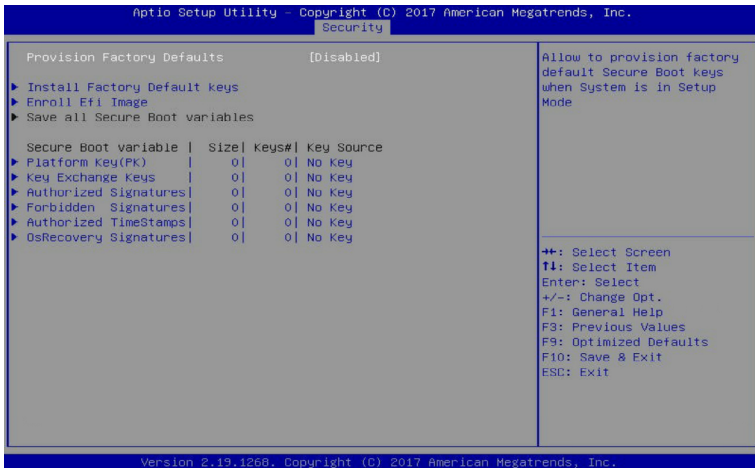 Aptio Setup Utility – Copyright (C) 2017 American Megatrends, Inc.
Security
Provision Factory Defaults [Disabled]
▶ Install Factory Default keys
▶ Enroll Efi Image
▶ Save all Secure Boot variables
Secure Boot variable | Size| Keys#| Key Source
▶ Platform Key(PK) | 0| 0| No Key
▶ Key Exchange Keys | 0| 0| No Key
▶ Authorized Signatures| 0| 0| No Key
▶ Forbidden Signatures| 0| 0| No Key
▶ Authorized TimeStamps| 0| 0| No Key
▶ OsRecovery Signatures| 0| 0| No Key
Allow to provision factory
default Secure Boot keys
when System is in Setup
Mode
→←: Select Screen
↑↓: Select Item
Enter: Select
+/-: Change Opt.
F1: General Help
F3: Previous Values
F9: Optimized Defaults
F10: Save & Exit
ESC: Exit
Version 2.19.1268. Copyright (C) 2017 American Megatrends, Inc.